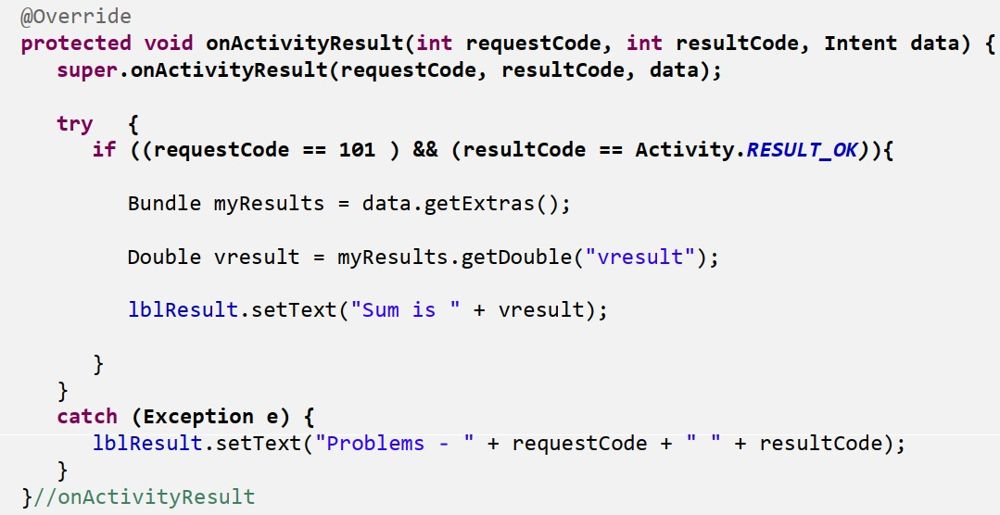 @Override
protected void onActivityResult(int requestCode, int resultCode, Intent data) {
super.onActivityResult(requestCode, resultCode, data);
try {
if ((requestCode == 101 ) && (resultCode == Activity.RESULT_OK)){
Bundle myResults = data.getExtras();
Double vresult = myResults.getDouble("vresult");
lblResult.setText("Sum is " + vresult);
}
}
catch (Exception e) {
lblResult.setText("Problems - " + requestCode + " " + resultCode);
}
}//onActivityResult